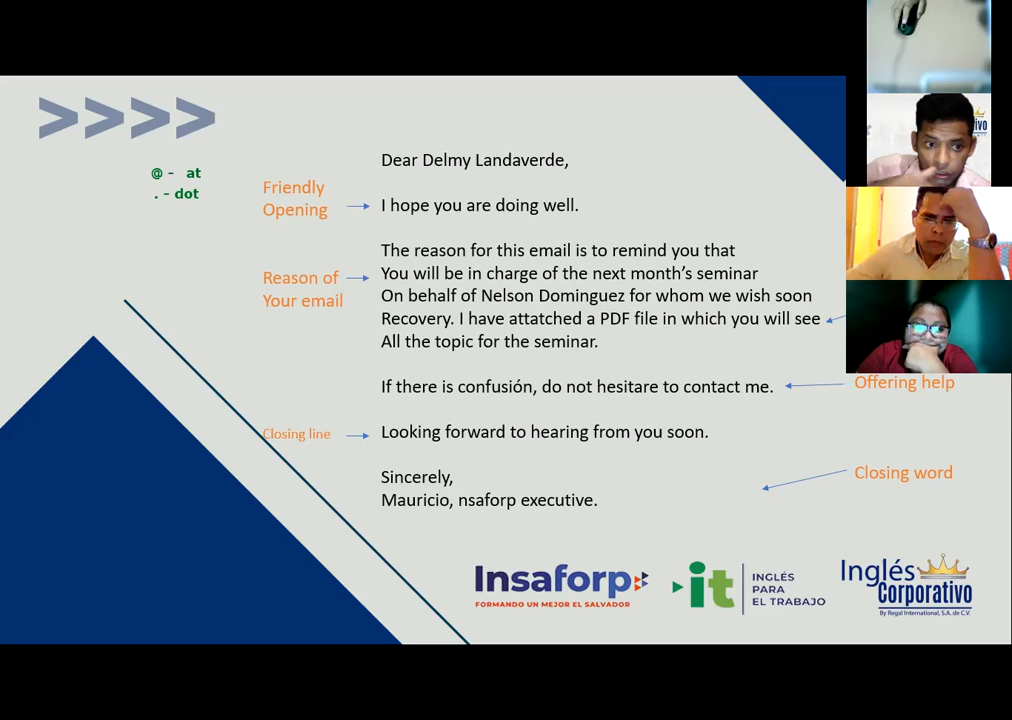 >>>>
@ - at
. - dot
Dear Delmy Landaverde,
Friendly
Opening
I hope you are doing well.
Reason of
Your email
The reason for this email is to remind you that
You will be in charge of the next month’s seminar
On behalf of Nelson Dominguez for whom we wish soon
Recovery. I have attatched a PDF file in which you will see
All the topic for the seminar.
If there is confusión, do not hesitare to contact me.
Offering help
Closing line
Looking forward to hearing from you soon.
Sincerely,
Mauricio, nsaforp executive.
Closing word
Insaforp
FORMANDO UN MEJOR EL SALVADOR
it
INGLÉS
PARA
EL TRABAJO
Inglés
Corporativo
By Regal International, S.A. de C.V.